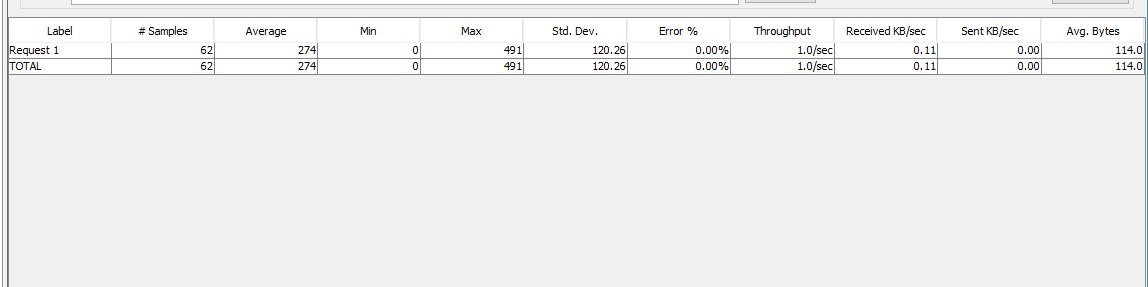 Label # Samples Average Min Max Std. Dev. Error % Throughput Received KB/sec Sent KB/sec Avg. Bytes
Request 1 62 274 0 491 120.26 0.00% 1.0/sec 0.11 0.00 114.0
TOTAL 62 274 0 491 120.26 0.00% 1.0/sec 0.11 0.00 114.0